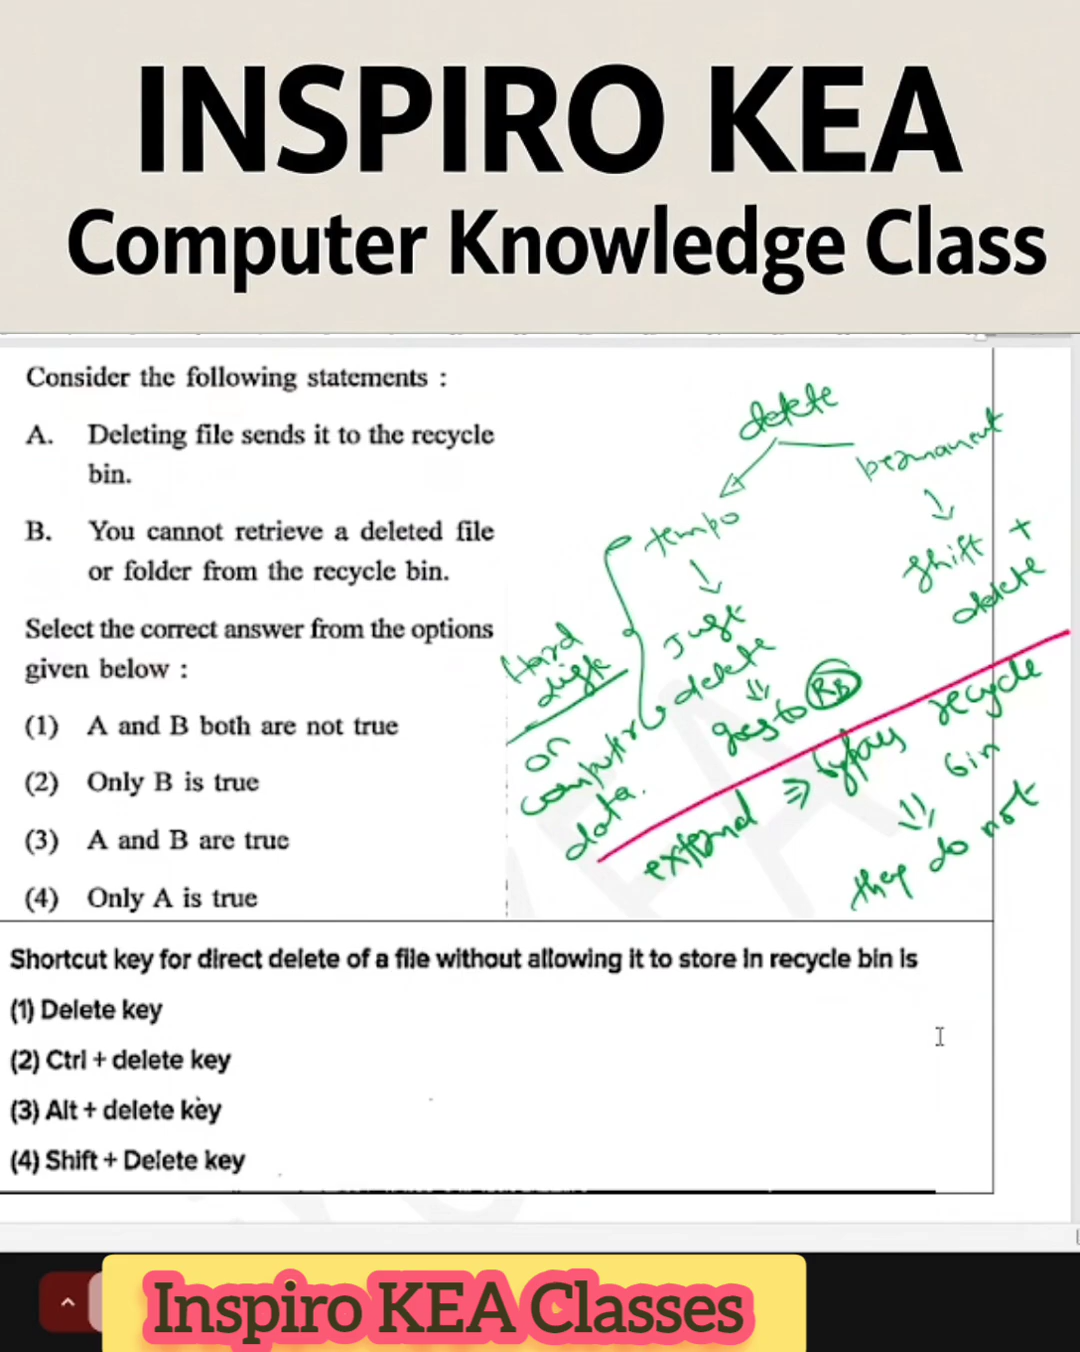 INSPIRO KEA
Computer Knowledge Class
Consider the following statements :
A. Deleting file sends it to the recycle
bin.
B. You cannot retrieve a deleted file
or folder from the recycle bin.
Select the correct answer from the options
given below :
(1) A and B both are not true
(2) Only B is true
(3) A and B are true
(4) Only A is true
delete
permanent
tempo
shift +
delete
Just
delete
goes to RB
Hard
disk
or
computer
data.
external ⇒ bypass recycle
bin
they do not
Shortcut key for direct delete of a file without allowing it to store in recycle bin is
(1) Delete key
(2) Ctrl + delete key
(3) Alt + delete key
(4) Shift + Delete key
Inspiro KEA Classes